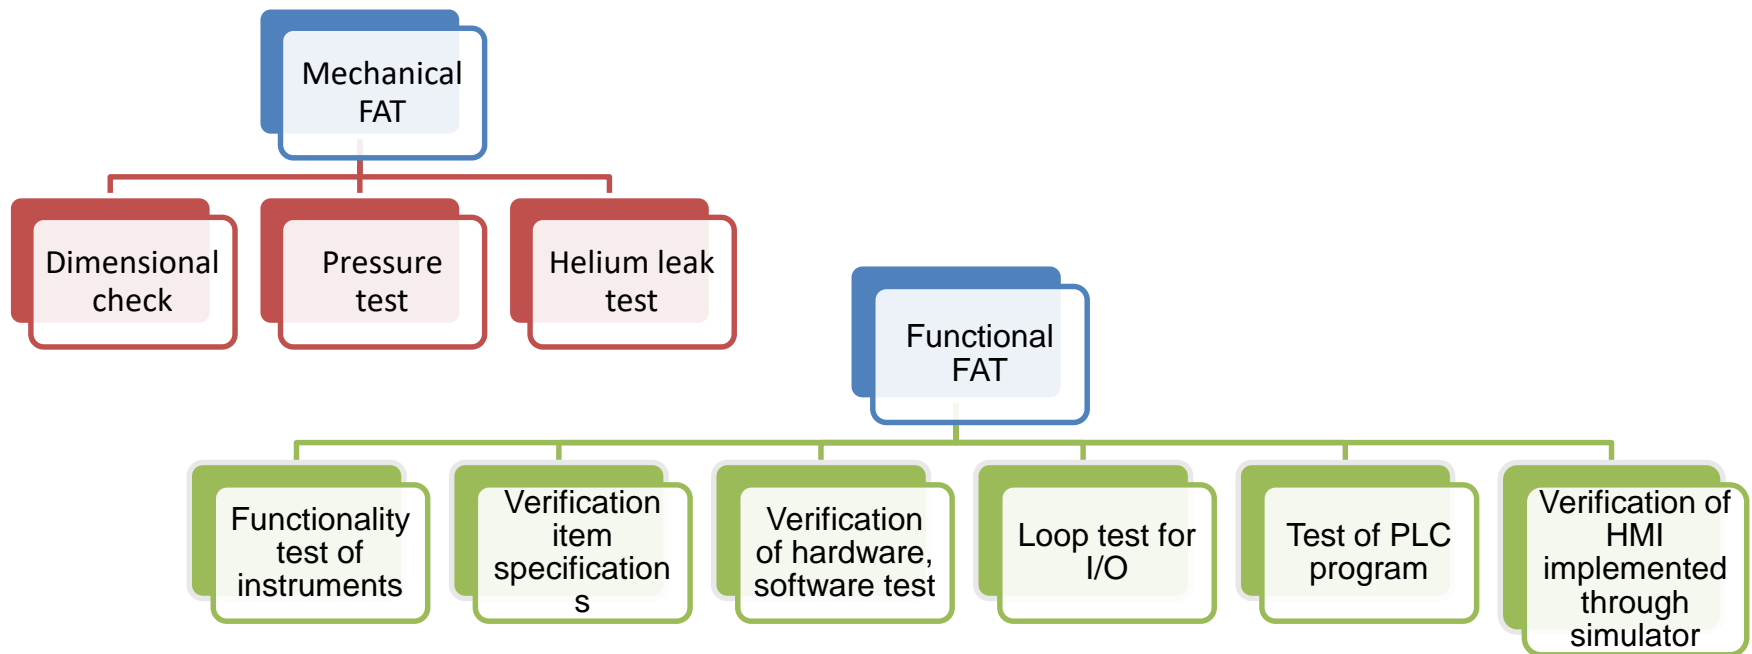 Mechanical
FAT
Dimensional
check
Pressure
test
Helium leak
test
Functional
FAT
Functionality
test of
instruments
Verification
item
specification
s
Verification
of hardware,
software test
Loop test for
I/O
Test of PLC
program
Verification of
HMI
implemented
through
simulator